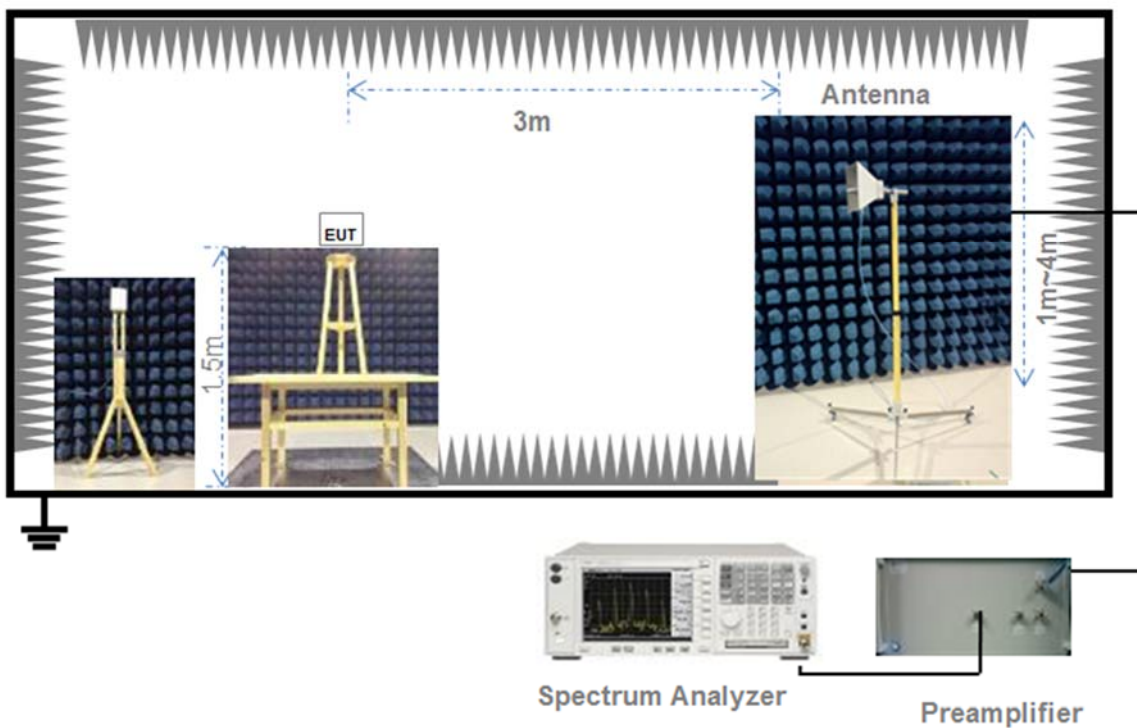 Antenna
3m
EUT
1.5m
1m~4m
Spectrum Analyzer
Preamplifier